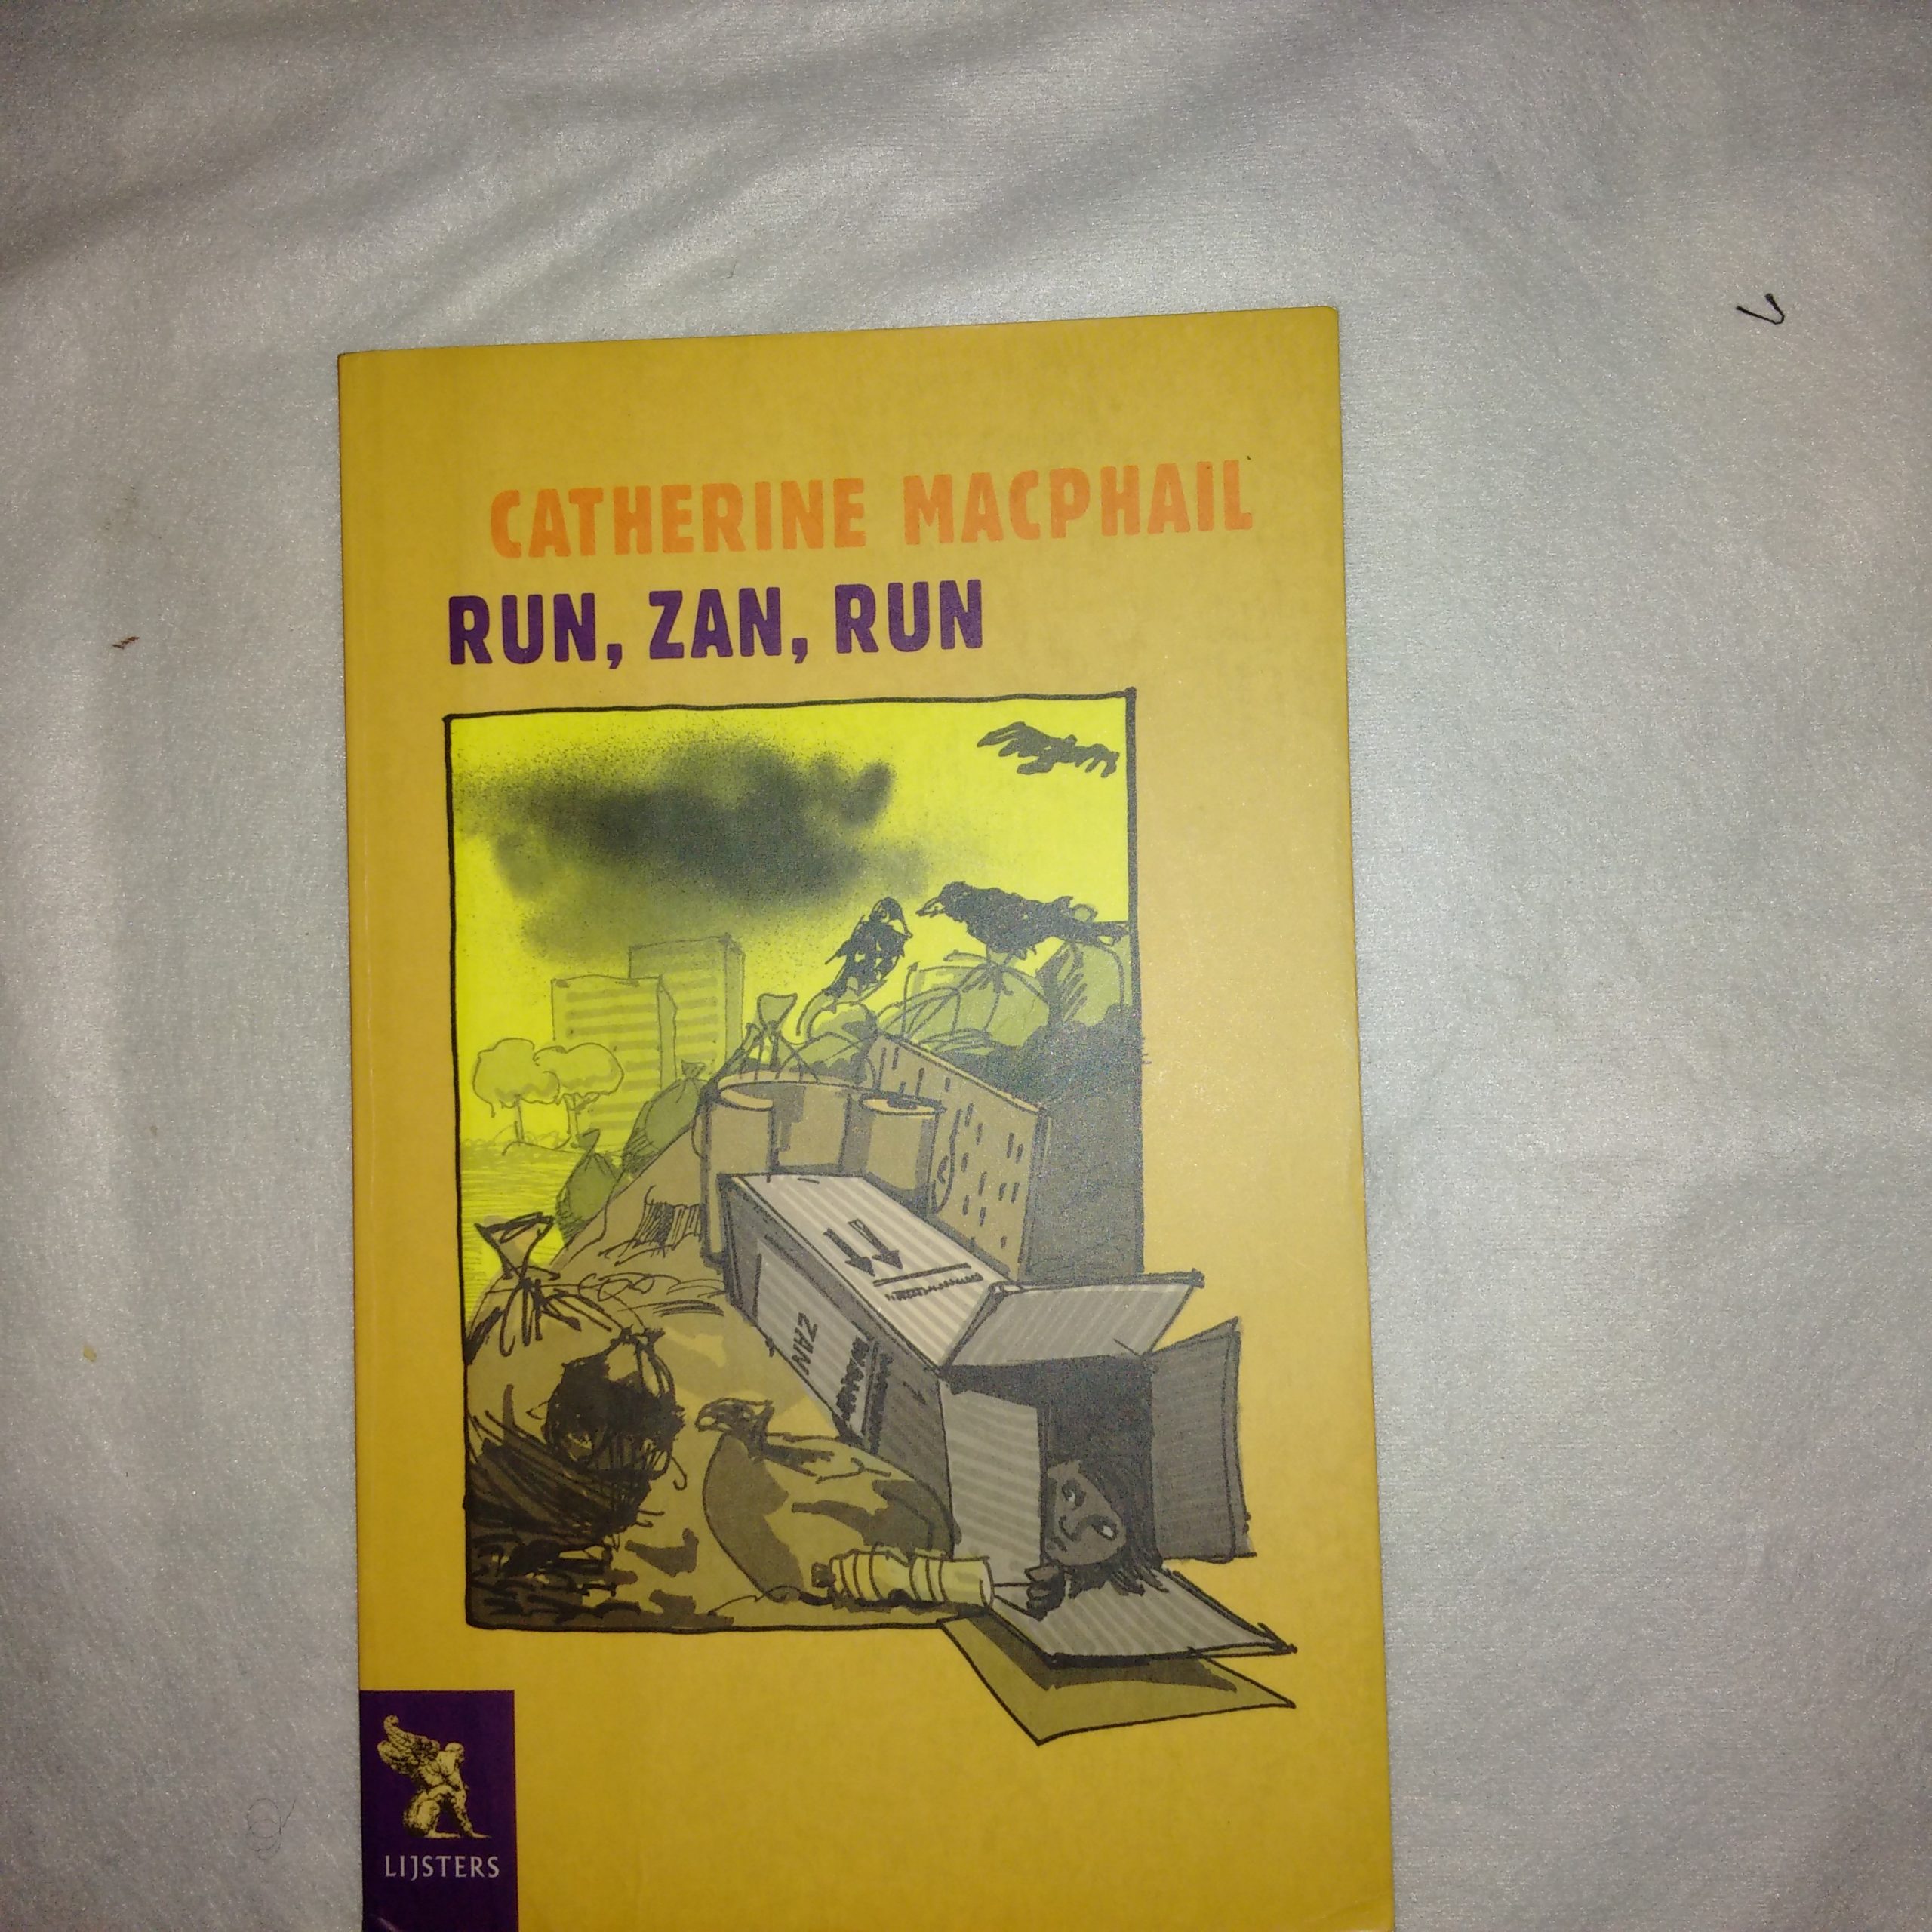 CATHERINE MACPHAIL
RUN, ZAN, RUN
ZAN
LIJSTERS